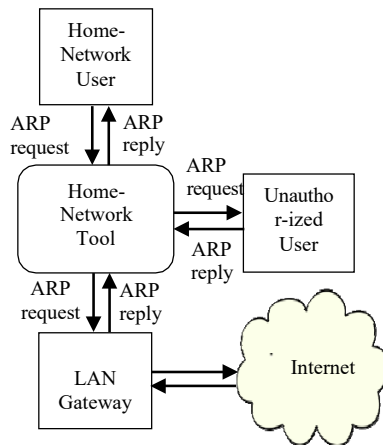 Home-
Network
User
ARP
request
ARP
reply
Home-
Network
Tool
ARP
request
ARP
reply
Unautho
r-ized
User
ARP
request
ARP
reply
LAN
Gateway
Internet